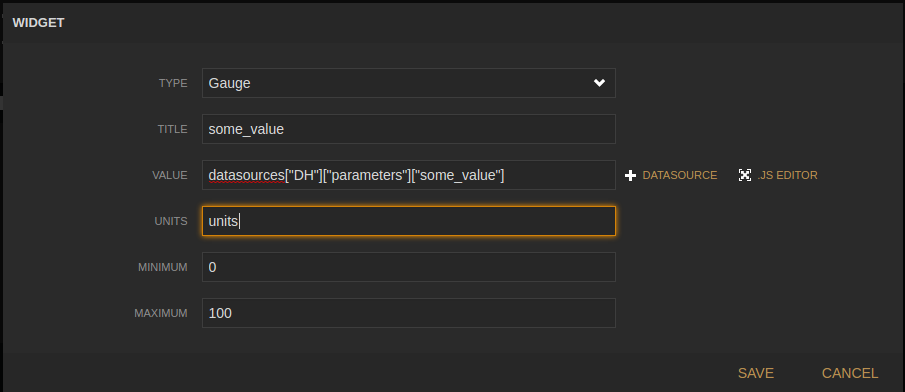 WIDGET
TYPE Gauge
TITLE some_value
VALUE datasources["DH"]["parameters"]["some_value"] DATASOURCE .JS EDITOR
UNITS units
MINIMUM 0
MAXIMUM 100
SAVE CANCEL